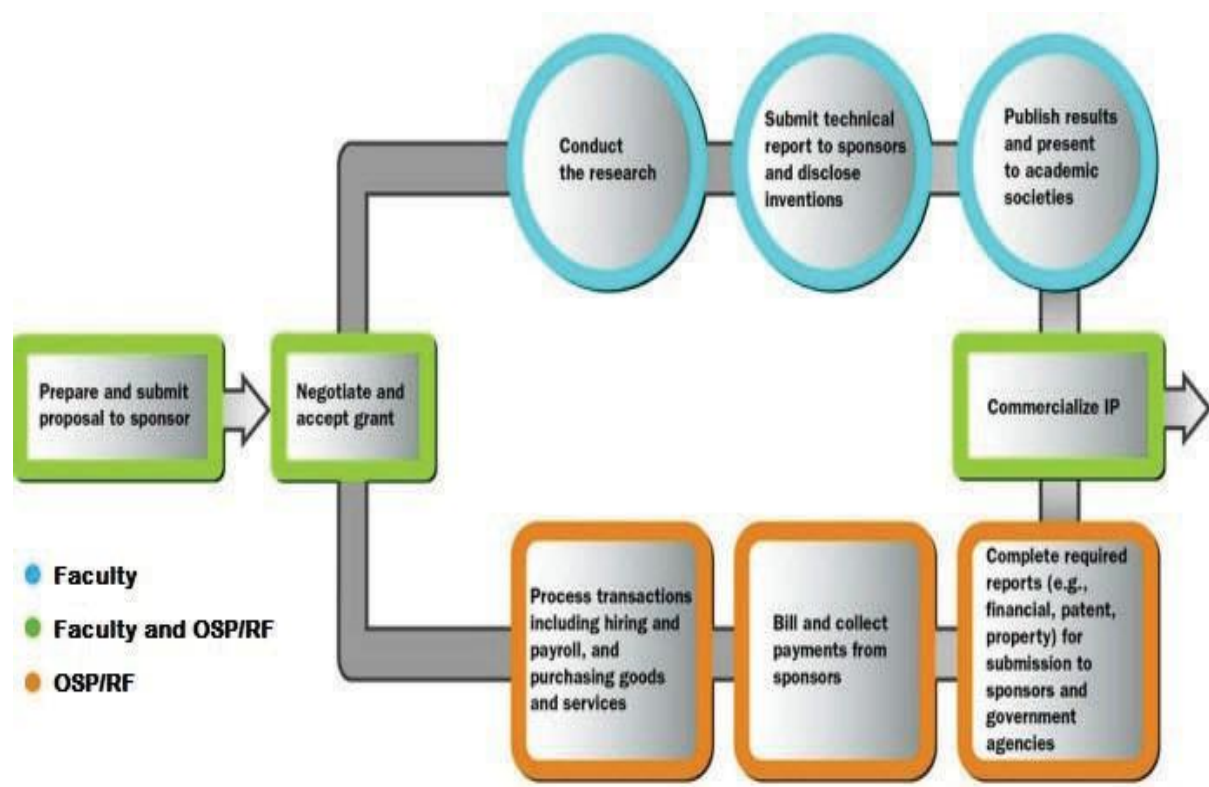 Conduct
the research
Submit technical
report to sponsors
and disclose
inventions
Publish results
and present
to academic
societies
Prepare and submit
proposal to sponsor
Negotiate and
accept grant
Commercialize IP
Faculty
Faculty and OSP/RF
OSP/RF
Process transactions
including hiring and
payroll, and
purchasing goods
and services
Bill and collect
payments from
sponsors
Complete required
reports (e.g.,
financial, patent,
property) for
submission to
sponsors and
government
agencies